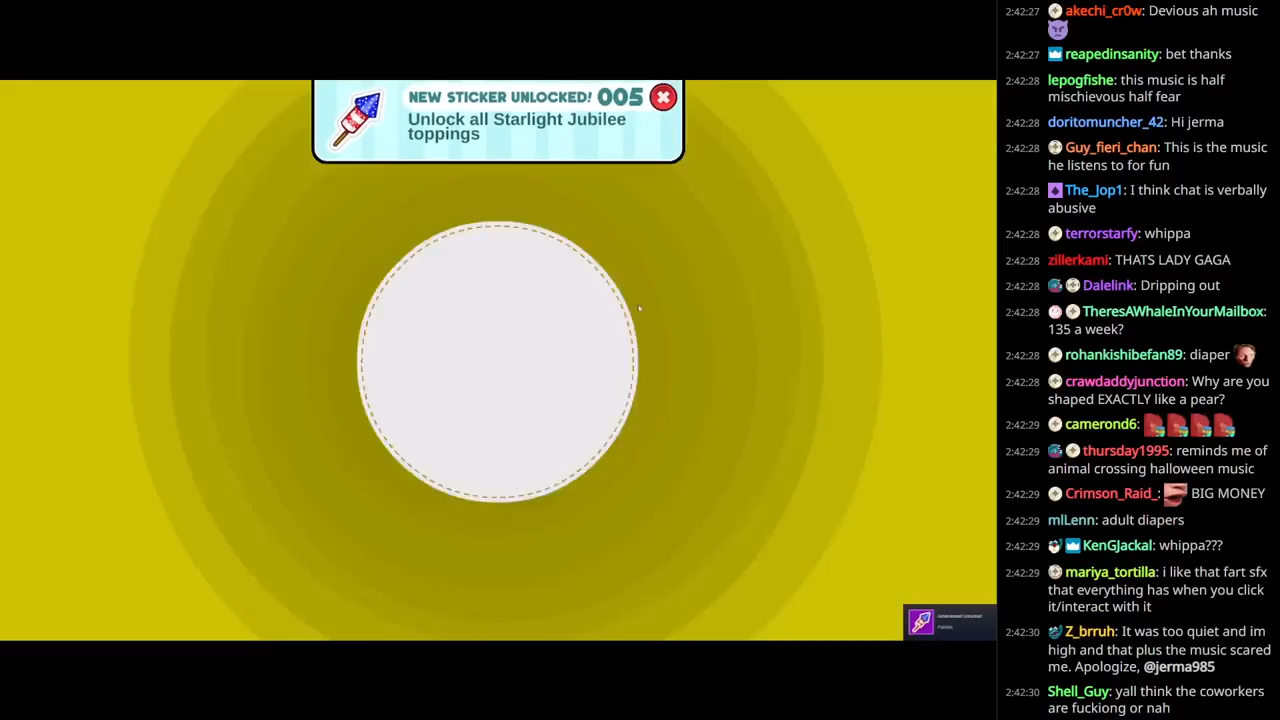 NEW STICKER UNLOCKED! 005
Unlock all Starlight Jubilee
toppings
Achievement Unlocked!
2:42:27 akechi_cr0w: Devious ah music
2:42:27 reapedinsanity: bet thanks
2:42:28 lepogfishe: this music is half
mischievous half fear
2:42:28 doritomuncher_42: Hi jerma
2:42:28 Guy_fieri_chan: This is the music
he listens to for fun
2:42:28 The_Jop1: I think chat is verbally
abusive
2:42:28 terrorstarfy: whippa
2:42:28 zillerkami: THATS LADY GAGA
2:42:28 Dalelink: Dripping out
2:42:28 TheresAWhaleInYourMailbox:
135 a week?
2:42:28 rohankishibefan89: diaper
2:42:28 crawdaddyjunction: Why are you
shaped EXACTLY like a pear?
2:42:29 camerond6:
2:42:29 thursday1995: reminds me of
animal crossing halloween music
2:42:29 Crimson_Raid_: BIG MONEY
2:42:29 mlLenn: adult diapers
2:42:29 KenGJackal: whippa???
2:42:29 mariya_tortilla: i like that fart sfx
that everything has when you click
it/interact with it
2:42:30 Z_brruh: It was too quiet and im
high and that plus the music scared
me. Apologize, @jerma985
2:42:30 Shell_Guy: yall think the coworkers
are fuckiong or nah